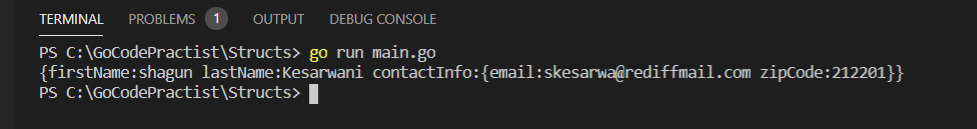 TERMINAL PROBLEMS 1 OUTPUT DEBUG CONSOLE
PS C:\GoCodePractist\Structs> go run main.go
{firstName:shagun lastName:Kesarwani contactInfo:{email:skesarwa@rediffmail.com zipCode:212201}}
PS C:\GoCodePractist\Structs>